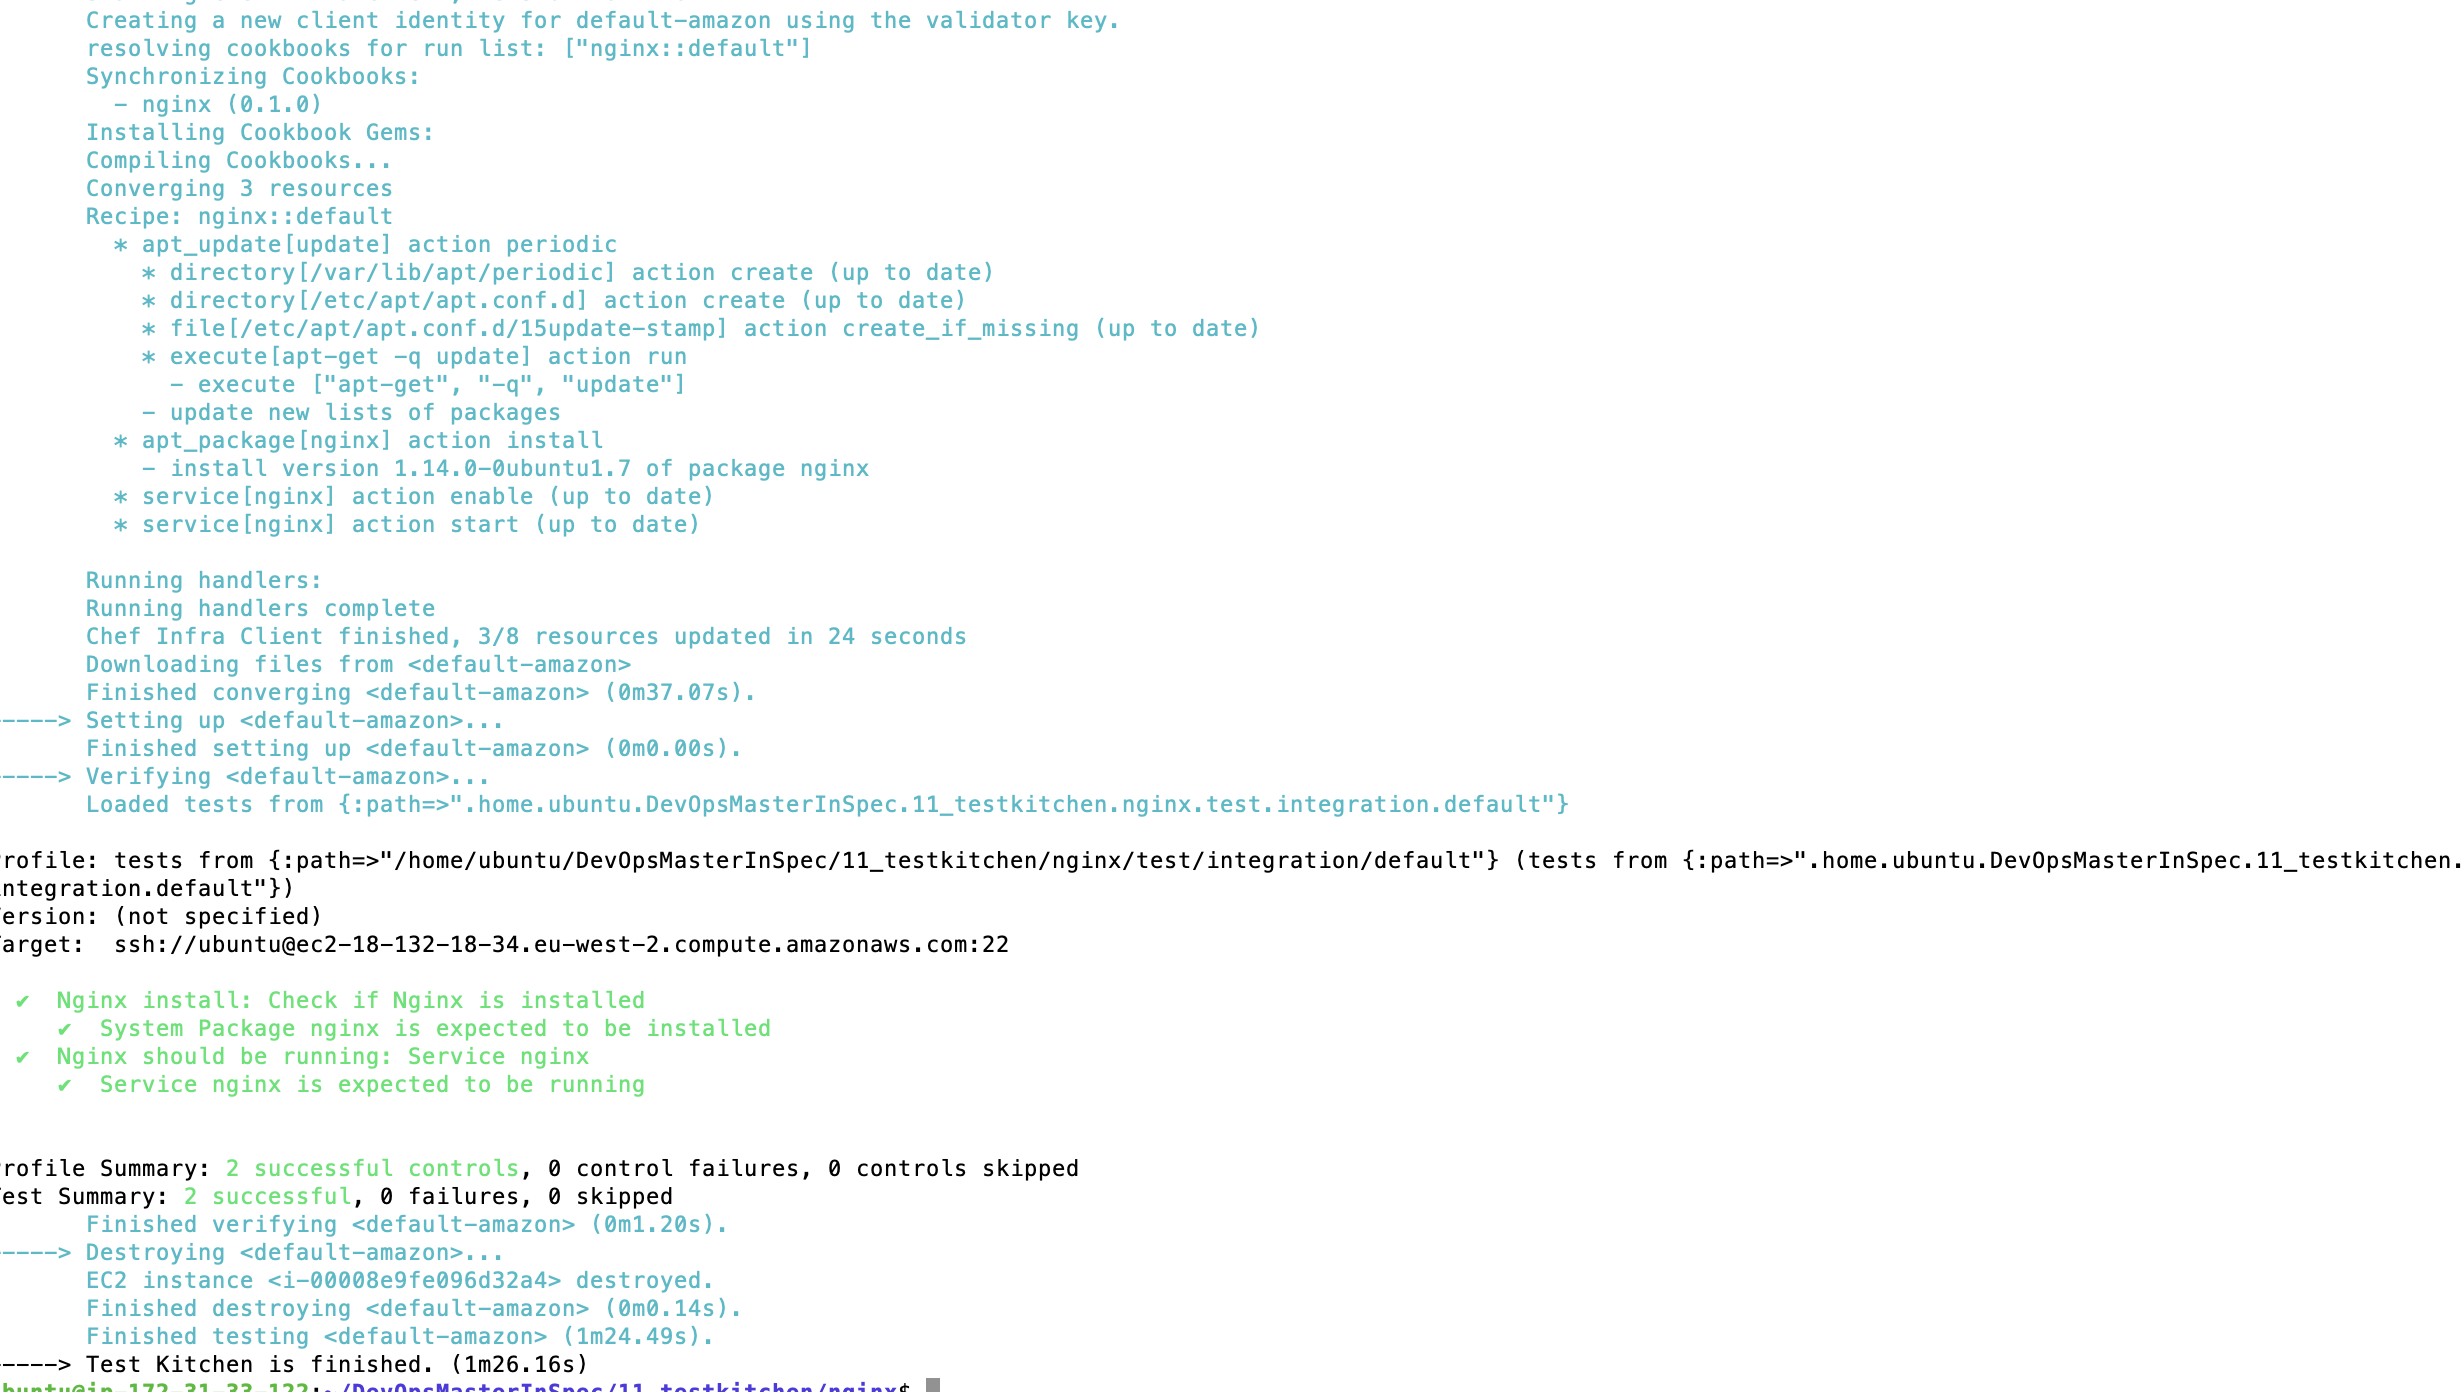 Creating a new client identity for default-amazon using the validator key.
resolving cookbooks for run list: ["nginx::default"]
Synchronizing Cookbooks:
- nginx (0.1.0)
Installing Cookbook Gems:
Compiling Cookbooks...
Converging 3 resources
Recipe: nginx::default
* apt_update[update] action periodic
* directory[/var/lib/apt/periodic] action create (up to date)
* directory[/etc/apt/apt.conf.d] action create (up to date)
* file[/etc/apt/apt.conf.d/15update-stamp] action create_if_missing (up to date)
* execute[apt-get -q update] action run
- execute ["apt-get", "-q", "update"]
- update new lists of packages
* apt_package[nginx] action install
- install version 1.14.0-0ubuntu1.7 of package nginx
* service[nginx] action enable (up to date)
* service[nginx] action start (up to date)
Running handlers:
Running handlers complete
Chef Infra Client finished, 3/8 resources updated in 24 seconds
Downloading files from <default-amazon>
Finished converging <default-amazon> (0m37.07s).
-----> Setting up <default-amazon>...
Finished setting up <default-amazon> (0m0.00s).
-----> Verifying <default-amazon>...
Loaded tests from {:path=>".home.ubuntu.DevOpsMasterInSpec.11_testkitchen.nginx.test.integration.default"}
rofile: tests from {:path=>"/home/ubuntu/DevOpsMasterInSpec/11_testkitchen/nginx/test/integration/default"} (tests from {:path=>".home.ubuntu.DevOpsMasterInSpec.11_testkitchen.
ntegration.default"})
ersion: (not specified)
arget:  ssh://ubuntu@ec2-18-132-18-34.eu-west-2.compute.amazonaws.com:22
✔ Nginx install: Check if Nginx is installed
✔ System Package nginx is expected to be installed
✔ Nginx should be running: Service nginx
✔ Service nginx is expected to be running
rofile Summary: 2 successful controls, 0 control failures, 0 controls skipped
est Summary: 2 successful, 0 failures, 0 skipped
Finished verifying <default-amazon> (0m1.20s).
-----> Destroying <default-amazon>...
EC2 instance <i-00008e9fe096d32a4> destroyed.
Finished destroying <default-amazon> (0m0.14s).
Finished testing <default-amazon> (1m24.49s).
-----> Test Kitchen is finished. (1m26.16s)
buntu@ip-172-31-33-122:~/DevOpsMasterInSpec/11_testkitchen/nginx$